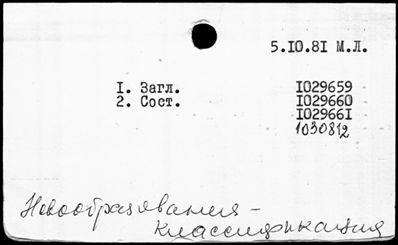 5.10.81 М.Л.
1. Загл. 1029659
2. Сост. 1029660
1029661
1030812
Новообразования -
классификация